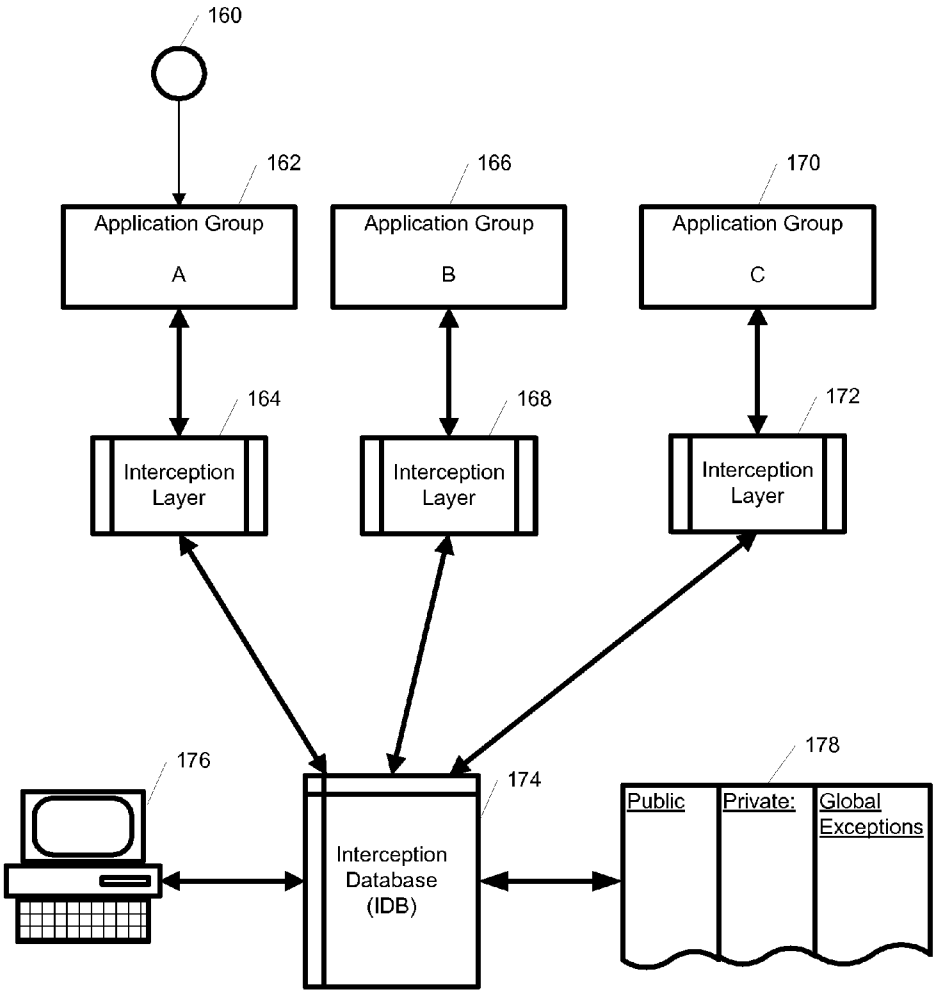 160
162
166
170
Application Group
A
Application Group
B
Application Group
C
164
168
172
Interception
Layer
Interception
Layer
Interception
Layer
176
174
178
Interception
Database
(IDB)
Public
Private:
Global
Exceptions